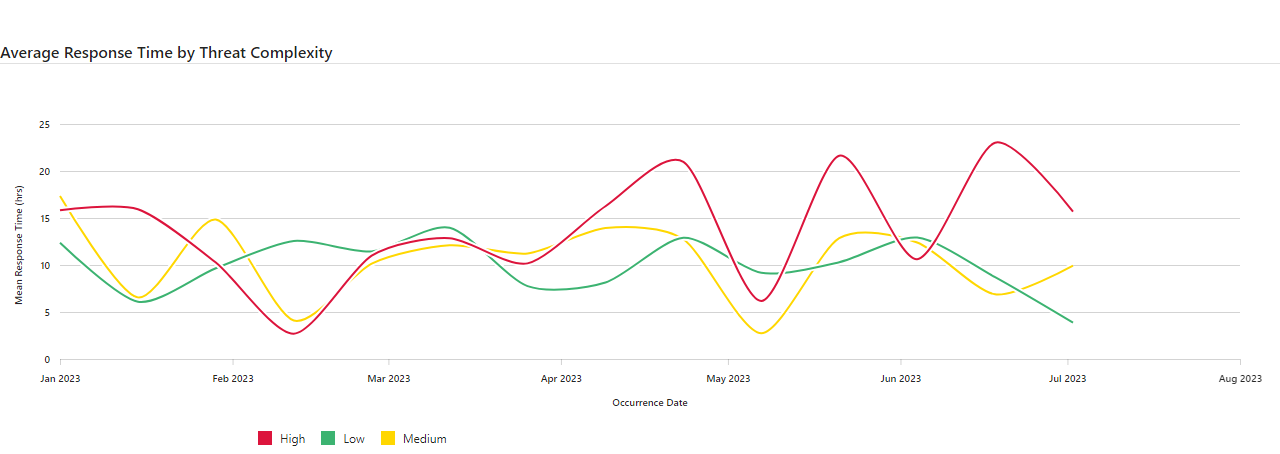 Average Response Time by Threat Complexity
25
20
15
10
5
0
Mean Response Time (hrs)
Jan 2023 Feb 2023 Mar 2023 Apr 2023 May 2023 Jun 2023 Jul 2023 Aug 2023
Occurrence Date
High Low Medium